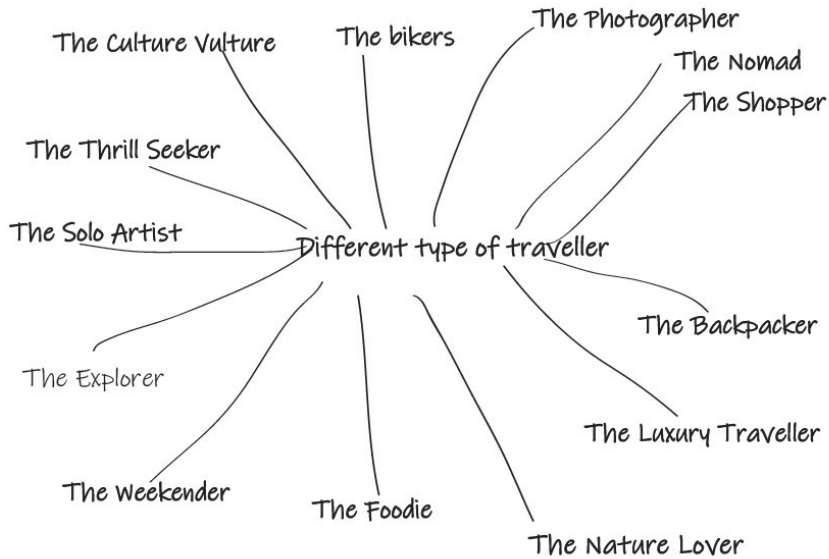 The Photographer
The Culture Vulture
The bikers
The Nomad
The Shopper
The Thrill Seeker
The Solo Artist
Different type of traveller
The Backpacker
The Explorer
The Luxury Traveller
The Weekender
The Foodie
The Nature Lover